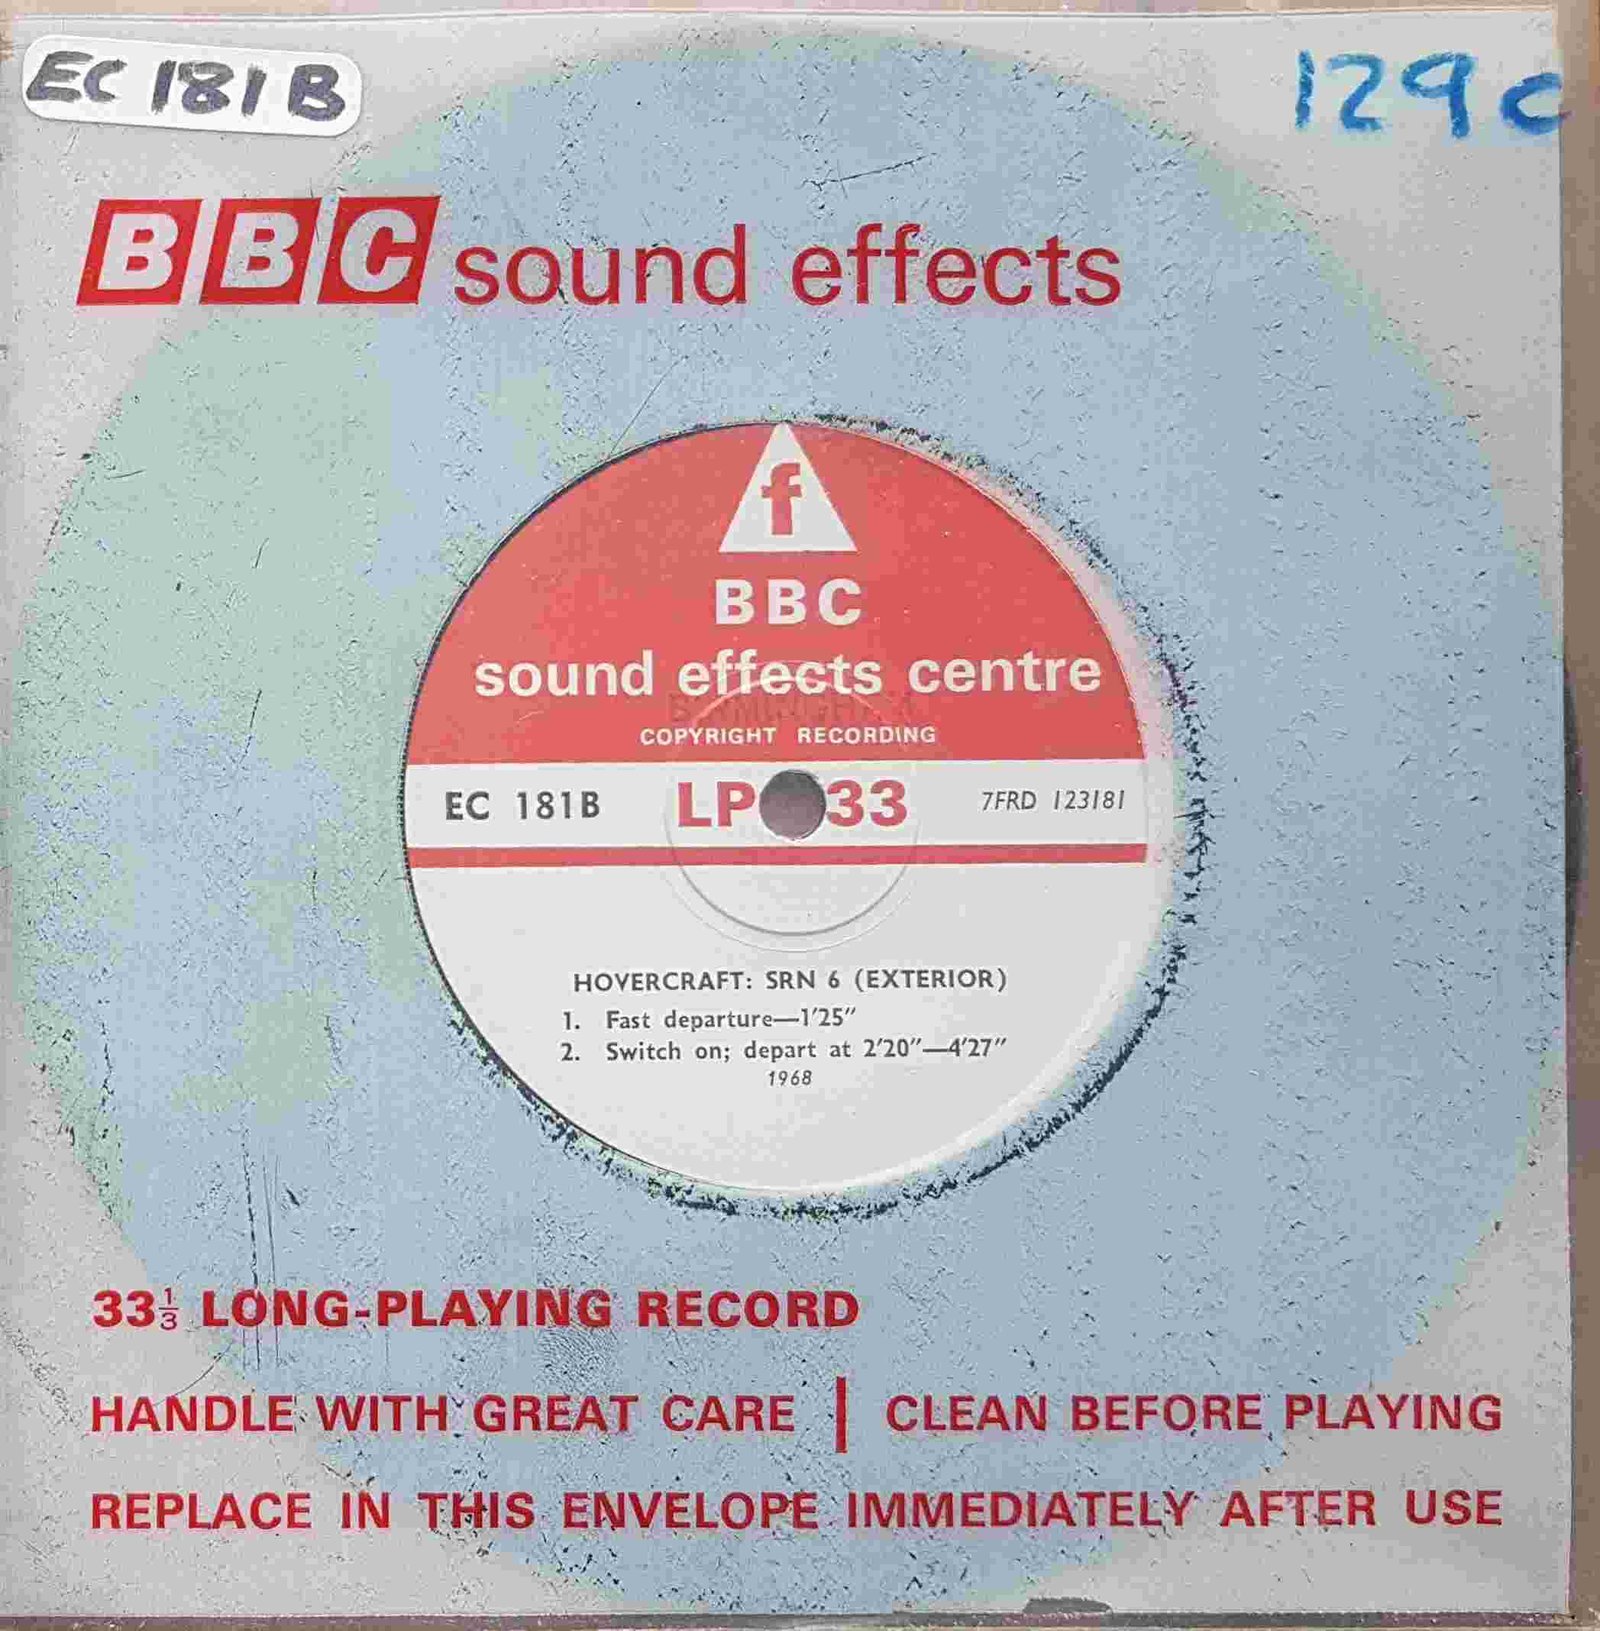 EC 181 B
129 c
BBC sound effects
f
BBC
sound effects centre
BIRMINGHAM
COPYRIGHT RECORDING
EC 181B LP 33 7FRD 123181
HOVERCRAFT: SRN 6 (EXTERIOR)
1. Fast departure—1′25″
2. Switch on; depart at 2′20″—4′27″
1968
33⅓ LONG-PLAYING RECORD
HANDLE WITH GREAT CARE | CLEAN BEFORE PLAYING
REPLACE IN THIS ENVELOPE IMMEDIATELY AFTER USE